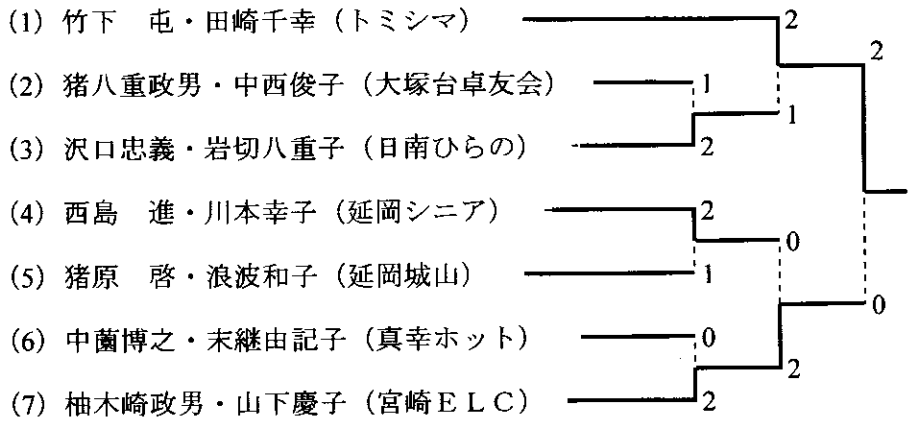 (1) 竹下　屯・田崎千幸（トミシマ） 2
2
(2) 猪八重政男・中西俊子（大塚台卓友会） 1
1
(3) 沢口忠義・岩切八重子（日南ひらの） 2
(4) 西島　進・川本幸子（延岡シニア） 2
0
(5) 猪原　啓・浪波和子（延岡城山） 1
0
(6) 中薗博之・末継由記子（真幸ホット） 0
2
(7) 柚木崎政男・山下慶子（宮崎ＥＬＣ） 2